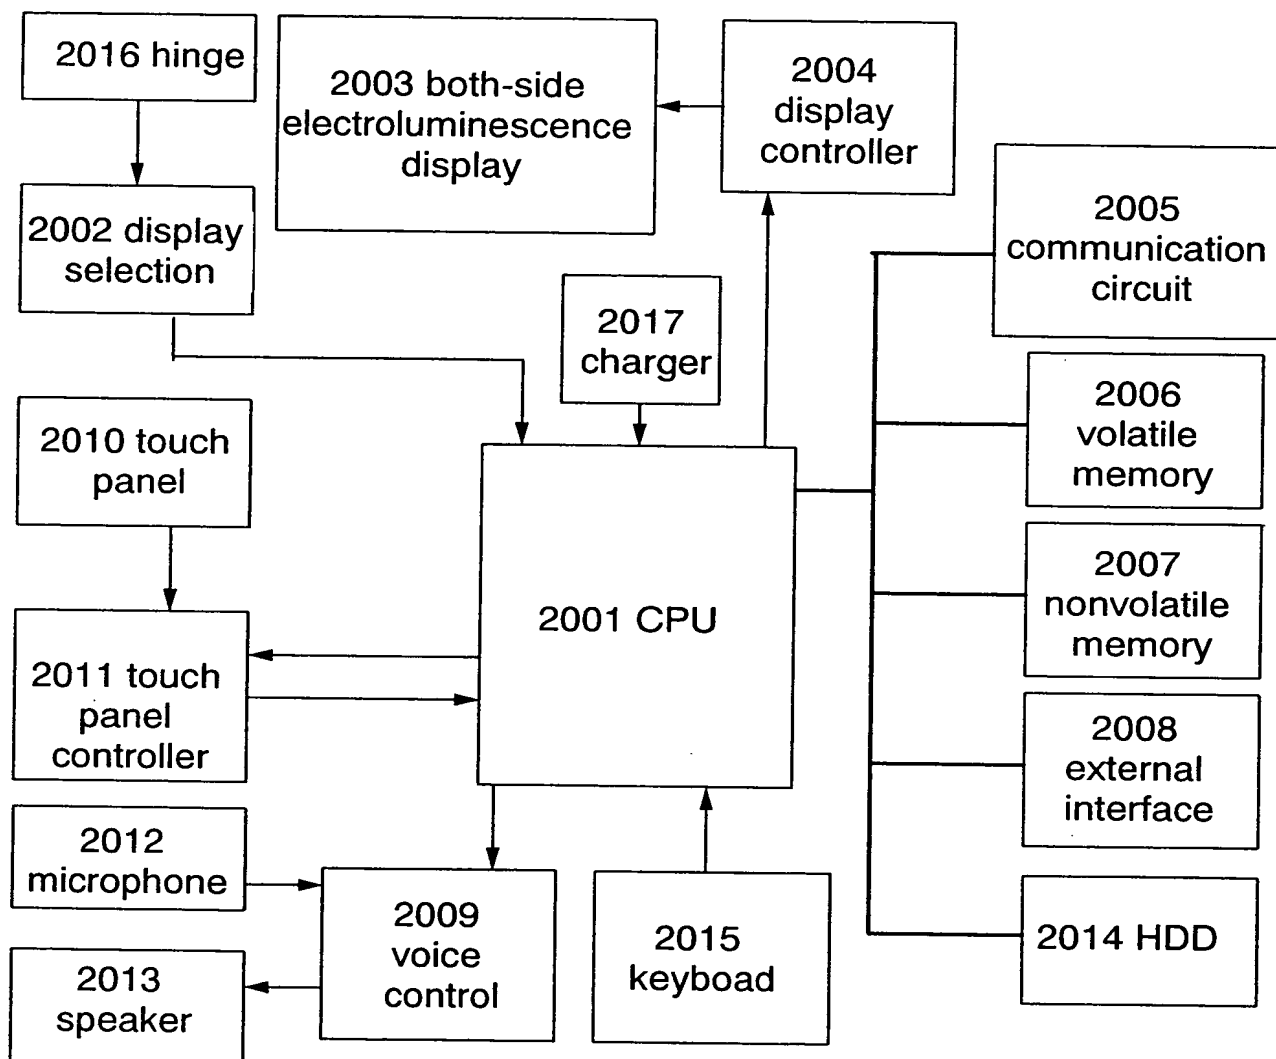 2016 hinge
2003 both-side
electroluminescence
display
2004
display
controller
2002 display
selection
2005
communication
circuit
2017
charger
2006
volatile
memory
2010 touch
panel
2001 CPU
2007
nonvolatile
memory
2011 touch
panel
controller
2008
external
interface
2012
microphone
2009
voice
control
2015
keyboad
2014 HDD
2013
speaker